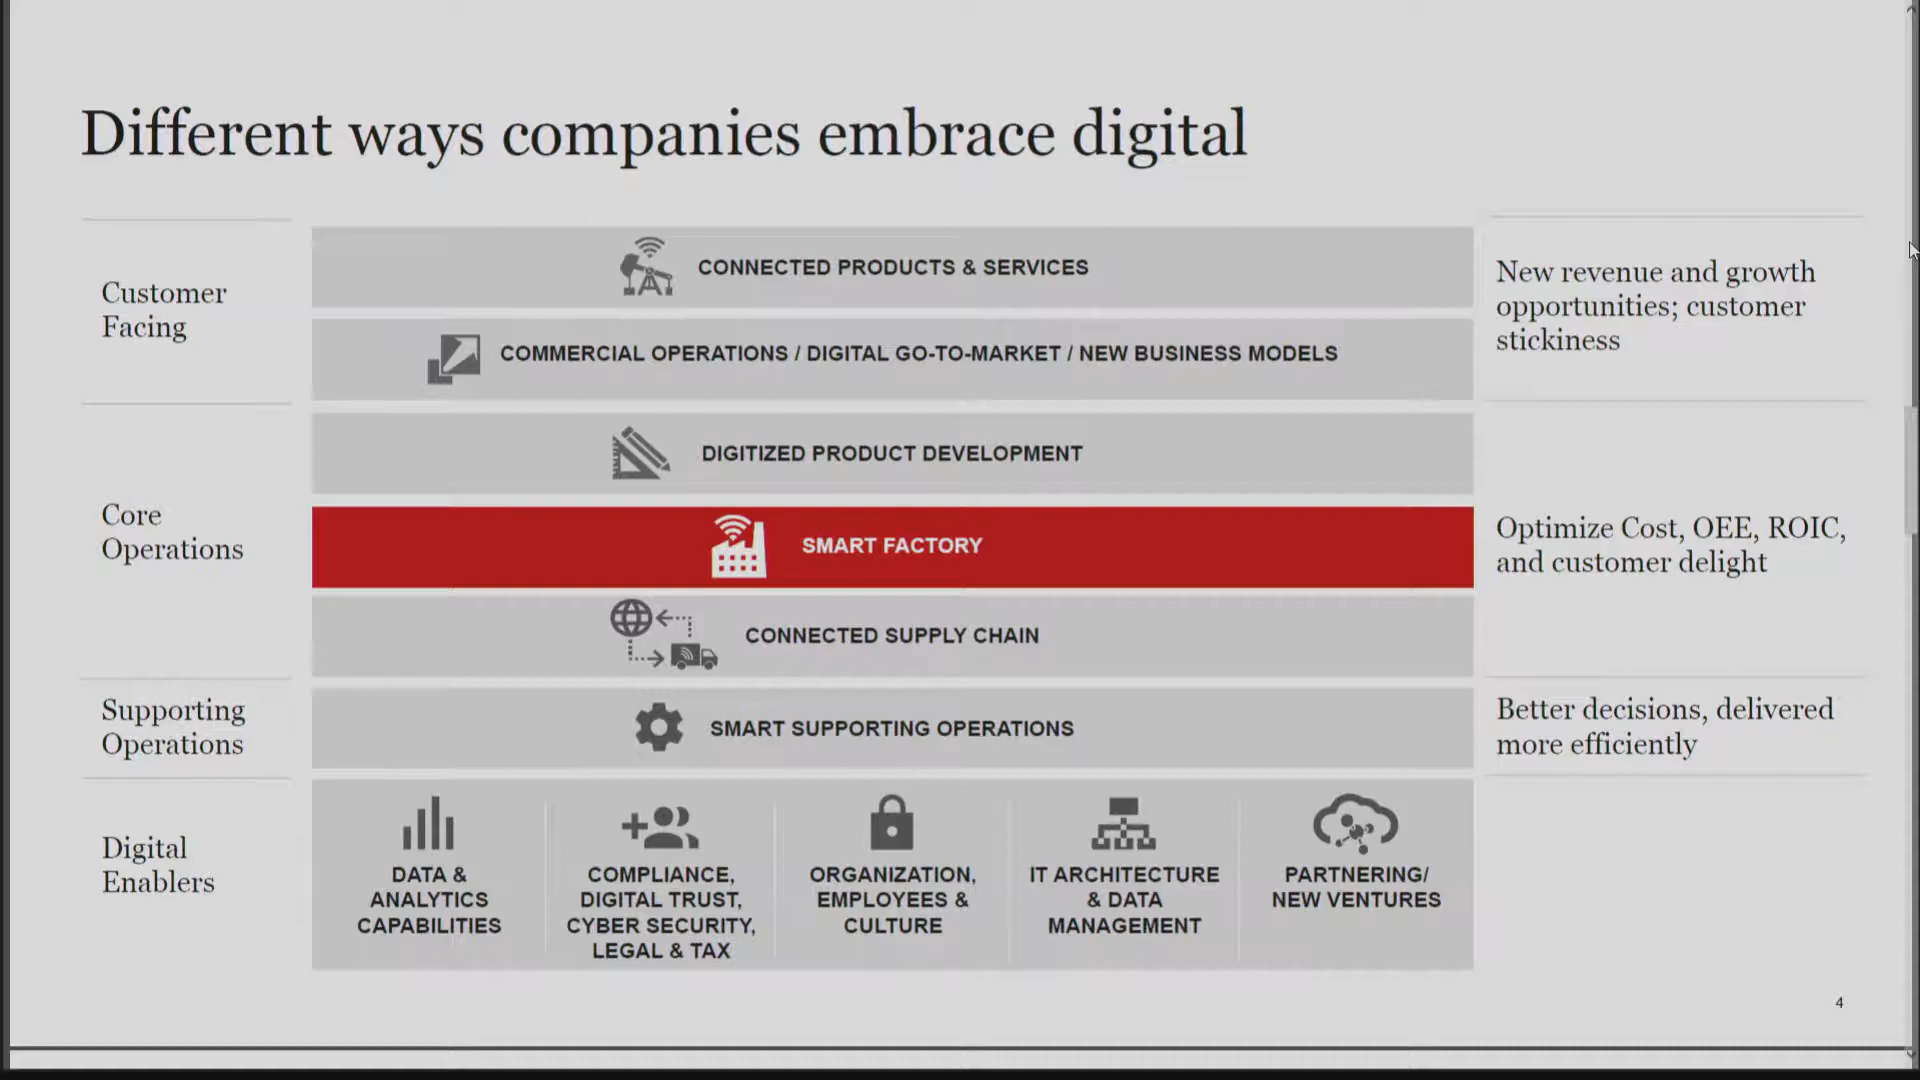 Different ways companies embrace digital
Customer
Facing
CONNECTED PRODUCTS & SERVICES
COMMERCIAL OPERATIONS / DIGITAL GO-TO-MARKET / NEW BUSINESS MODELS
New revenue and growth
opportunities; customer
stickiness
Core
Operations
DIGITIZED PRODUCT DEVELOPMENT
SMART FACTORY
CONNECTED SUPPLY CHAIN
Optimize Cost, OEE, ROIC,
and customer delight
Supporting
Operations
SMART SUPPORTING OPERATIONS
Better decisions, delivered
more efficiently
Digital
Enablers
DATA &
ANALYTICS
CAPABILITIES
COMPLIANCE,
DIGITAL TRUST,
CYBER SECURITY,
LEGAL & TAX
ORGANIZATION,
EMPLOYEES &
CULTURE
IT ARCHITECTURE
& DATA
MANAGEMENT
PARTNERING/
NEW VENTURES
4